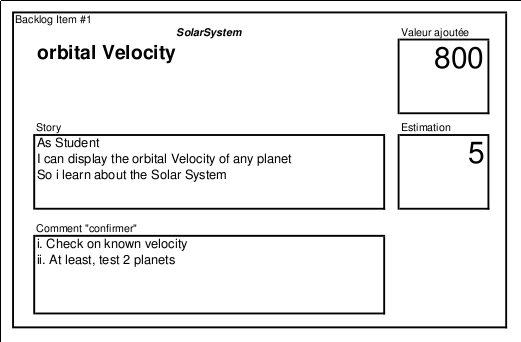 Backlog Item #1
SolarSystem
Valeur ajoutée
orbital Velocity
800
Story
Estimation
As Student
I can display the orbital Velocity of any planet
So i learn about the Solar System
5
Comment "confirmer"
i. Check on known velocity
ii. At least, test 2 planets